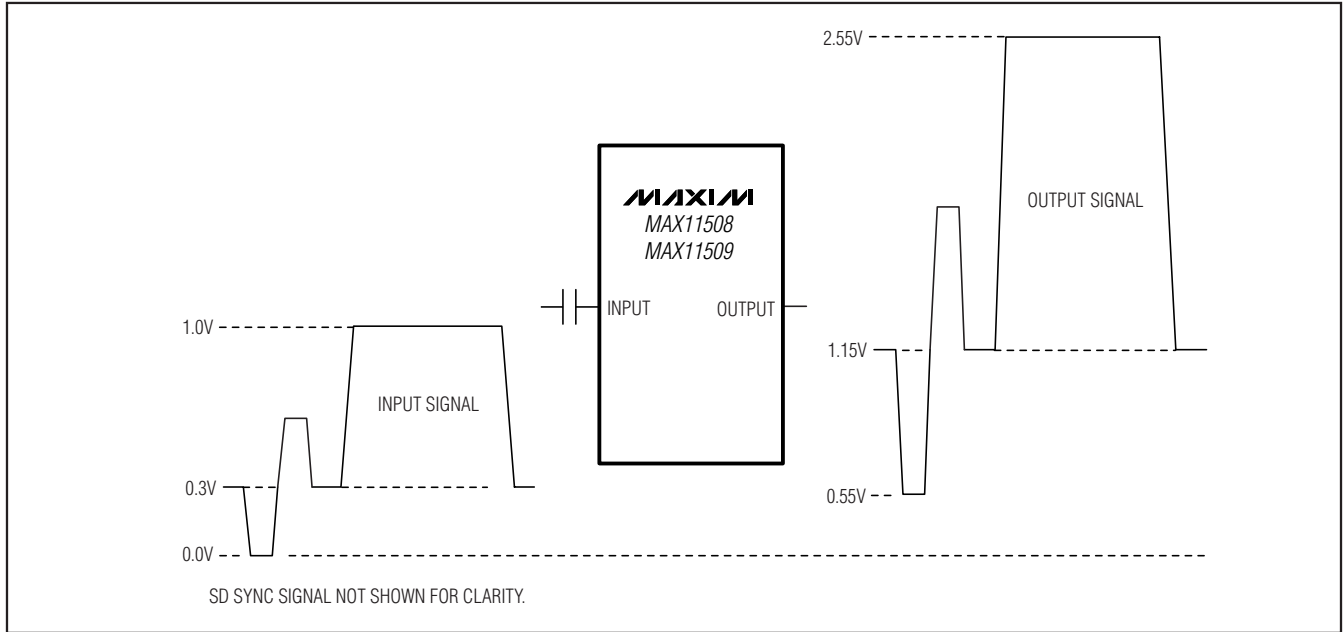 2.55V
MAXIM
MAX11508
MAX11509
OUTPUT SIGNAL
INPUT
OUTPUT
1.0V
1.15V
INPUT SIGNAL
0.3V
0.55V
0.0V
SD SYNC SIGNAL NOT SHOWN FOR CLARITY.